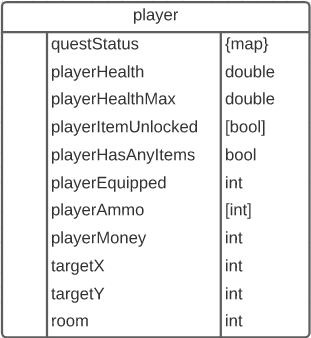 player
questStatus {map}
playerHealth double
playerHealthMax double
playerItemUnlocked [bool]
playerHasAnyItems bool
playerEquipped int
playerAmmo [int]
playerMoney int
targetX int
targetY int
room int